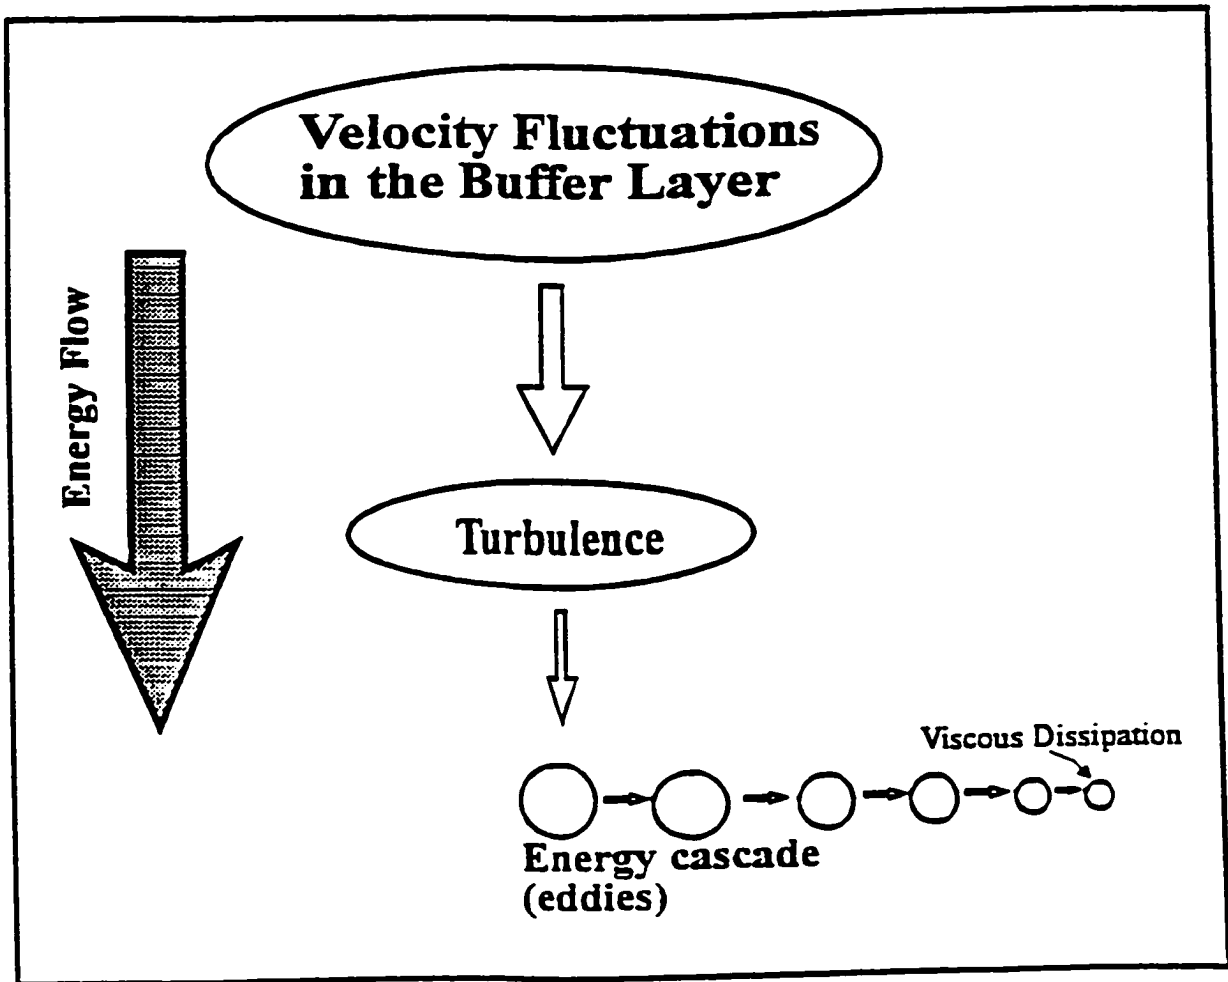 Velocity Fluctuations
in the Buffer Layer
Energy Flow
Turbulence
Viscous Dissipation
Energy cascade
(eddies)